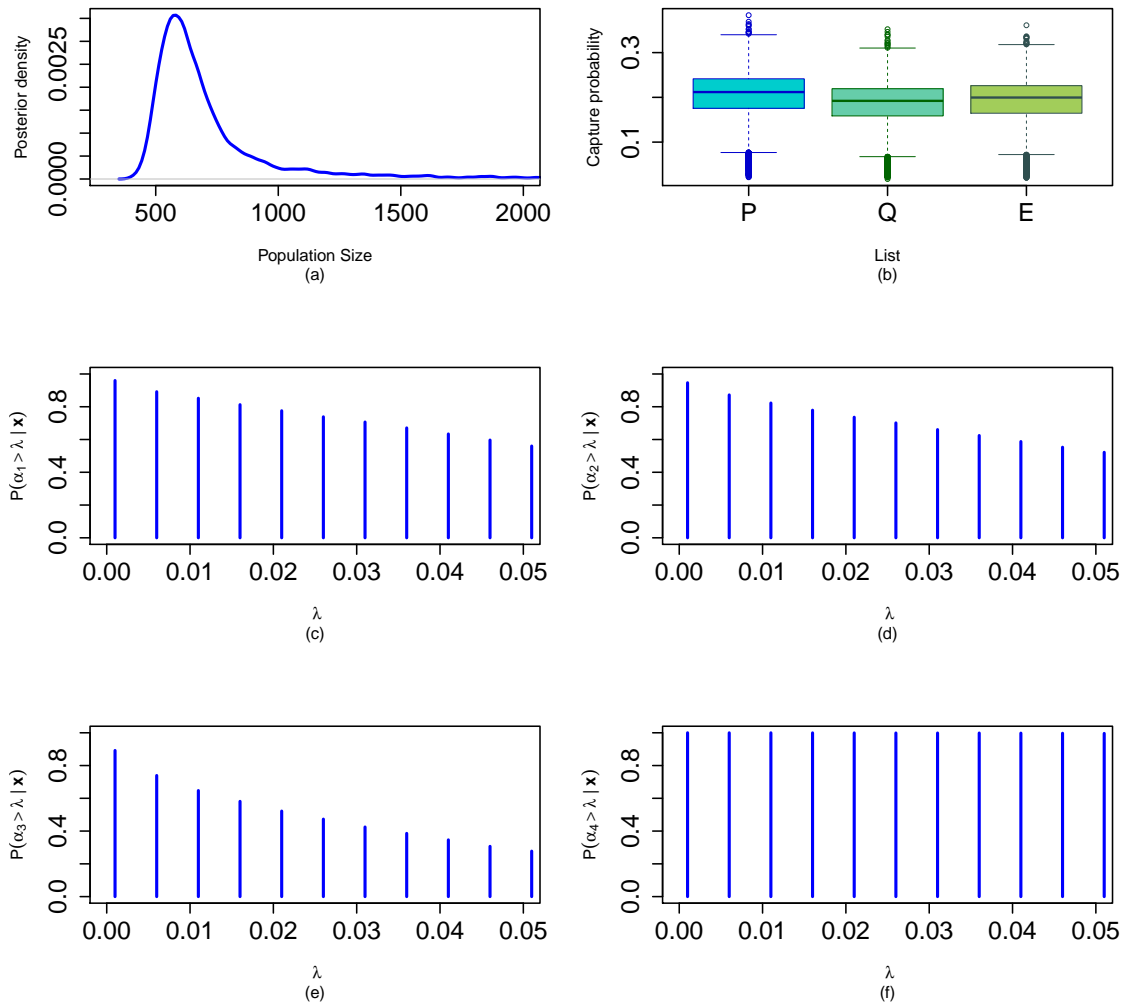 Posterior density
0.0000 0.0025
500 1000 1500 2000
Population Size
(a)
Capture probability
0.1 0.3
P Q E
List
(b)
P(α₁ > λ | x)
0.0 0.4 0.8
0.00 0.01 0.02 0.03 0.04 0.05
λ
(c)
P(α₂ > λ | x)
0.0 0.4 0.8
0.00 0.01 0.02 0.03 0.04 0.05
λ
(d)
P(α₃ > λ | x)
0.0 0.4 0.8
0.00 0.01 0.02 0.03 0.04 0.05
λ
(e)
P(α₄ > λ | x)
0.0 0.4 0.8
0.00 0.01 0.02 0.03 0.04 0.05
λ
(f)